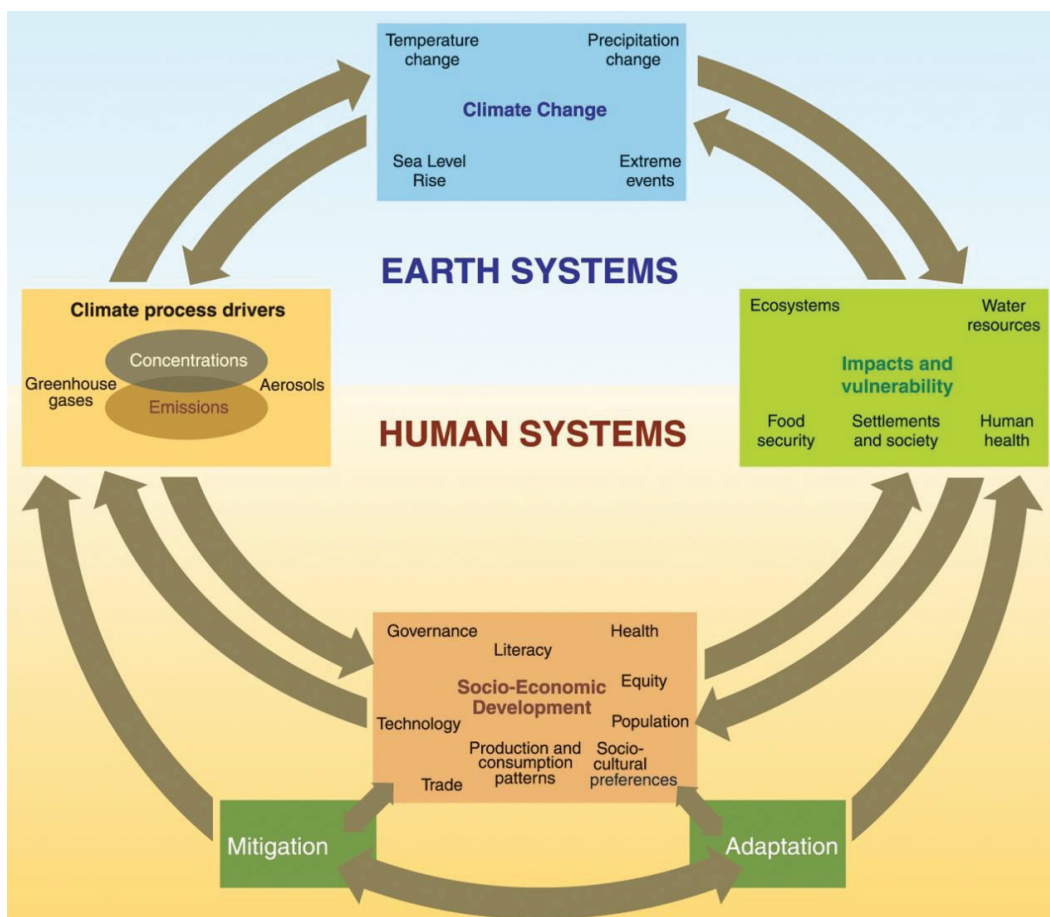 Temperature
change
Precipitation
change
Climate Change
Sea Level
Rise
Extreme
events
EARTH SYSTEMS
Climate process drivers
Concentrations
Greenhouse
gases
Aerosols
Emissions
Ecosystems
Water
resources
Impacts and
vulnerability
Food
security
Settlements
and society
Human
health
HUMAN SYSTEMS
Governance
Literacy
Health
Socio-Economic
Development
Equity
Technology
Population
Production and
consumption
patterns
Socio-
cultural
preferences
Trade
Mitigation
Adaptation